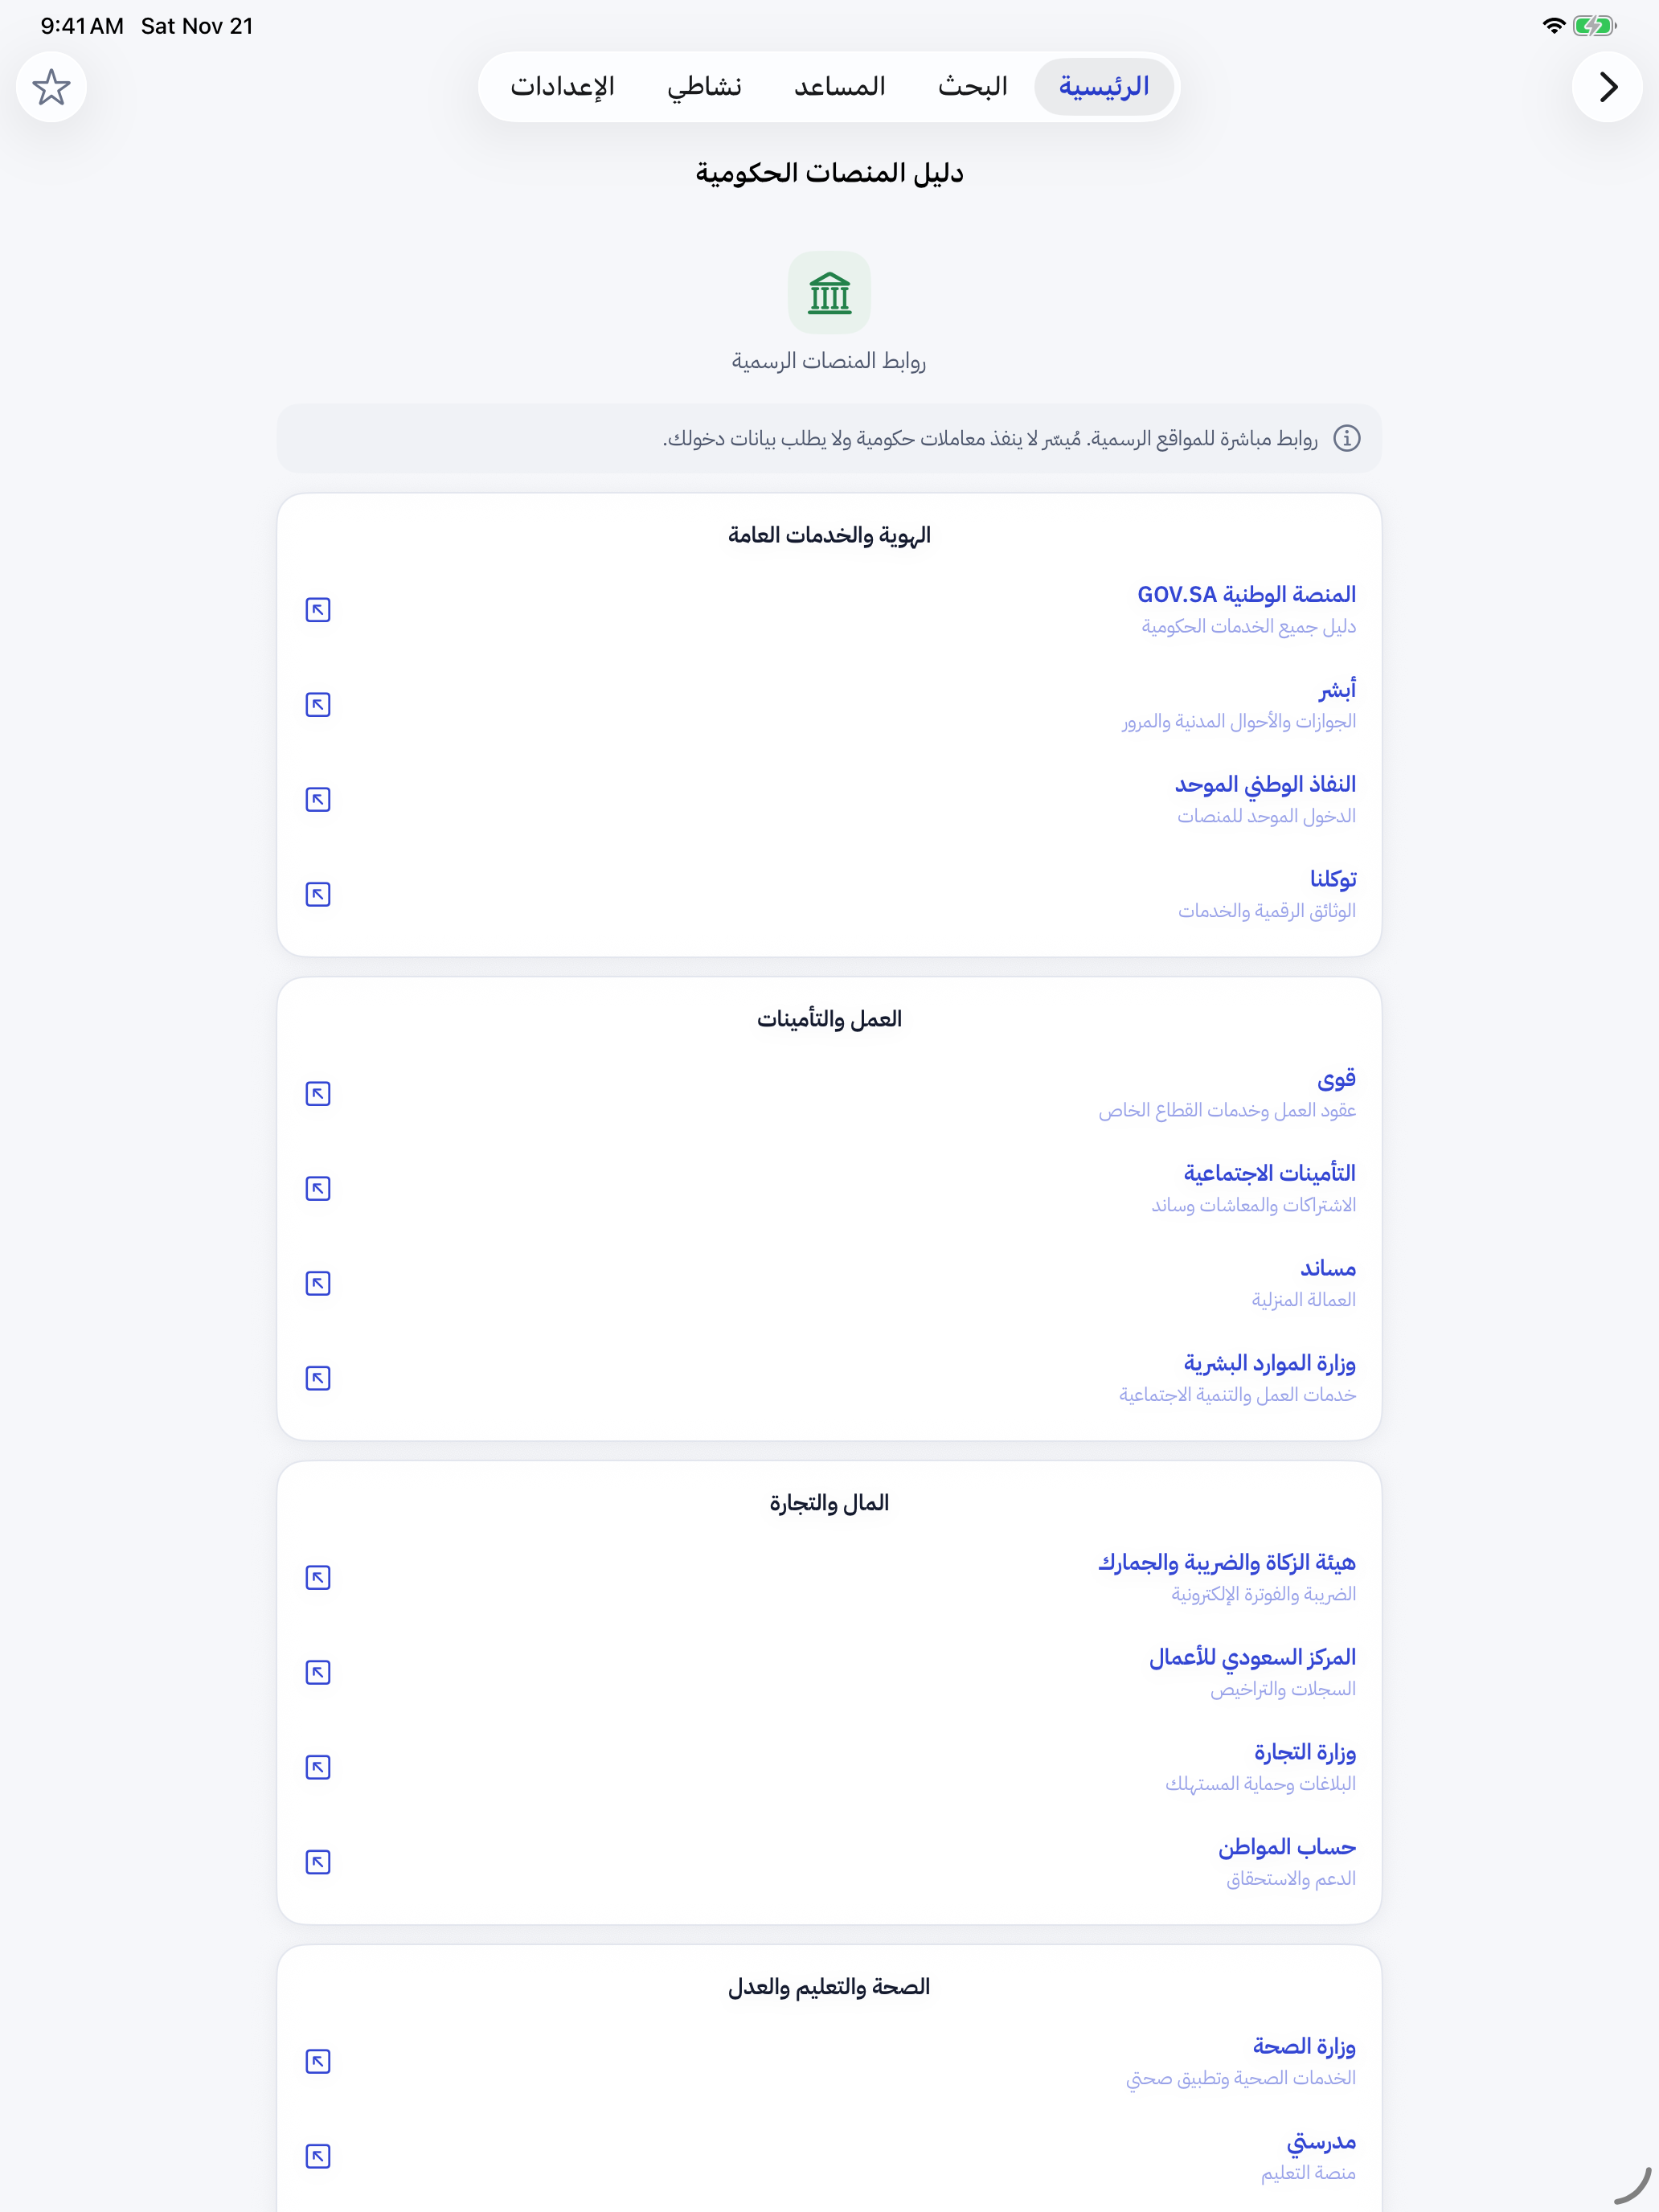 9:41 AM Sat Nov 21
الرئيسية البحث المساعد نشاطي الإعدادات
دليل المنصات الحكومية
روابط المنصات الرسمية
روابط مباشرة للمواقع الرسمية. مُيسّر لا ينفذ معاملات حكومية ولا يطلب بيانات دخولك.
الهوية والخدمات العامة
المنصة الوطنية GOV.SA
دليل جميع الخدمات الحكومية
أبشر
الجوازات والأحوال المدنية والمرور
النفاذ الوطني الموحد
الدخول الموحد للمنصات
توكلنا
الوثائق الرقمية والخدمات
العمل والتأمينات
قوى
عقود العمل وخدمات القطاع الخاص
التأمينات الاجتماعية
الاشتراكات والمعاشات وساند
مساند
العمالة المنزلية
وزارة الموارد البشرية
خدمات العمل والتنمية الاجتماعية
المال والتجارة
هيئة الزكاة والضريبة والجمارك
الضريبة والفوترة الإلكترونية
المركز السعودي للأعمال
السجلات والتراخيص
وزارة التجارة
البلاغات وحماية المستهلك
حساب المواطن
الدعم والاستحقاق
الصحة والتعليم والعدل
وزارة الصحة
الخدمات الصحية وتطبيق صحتي
مدرستي
منصة التعليم